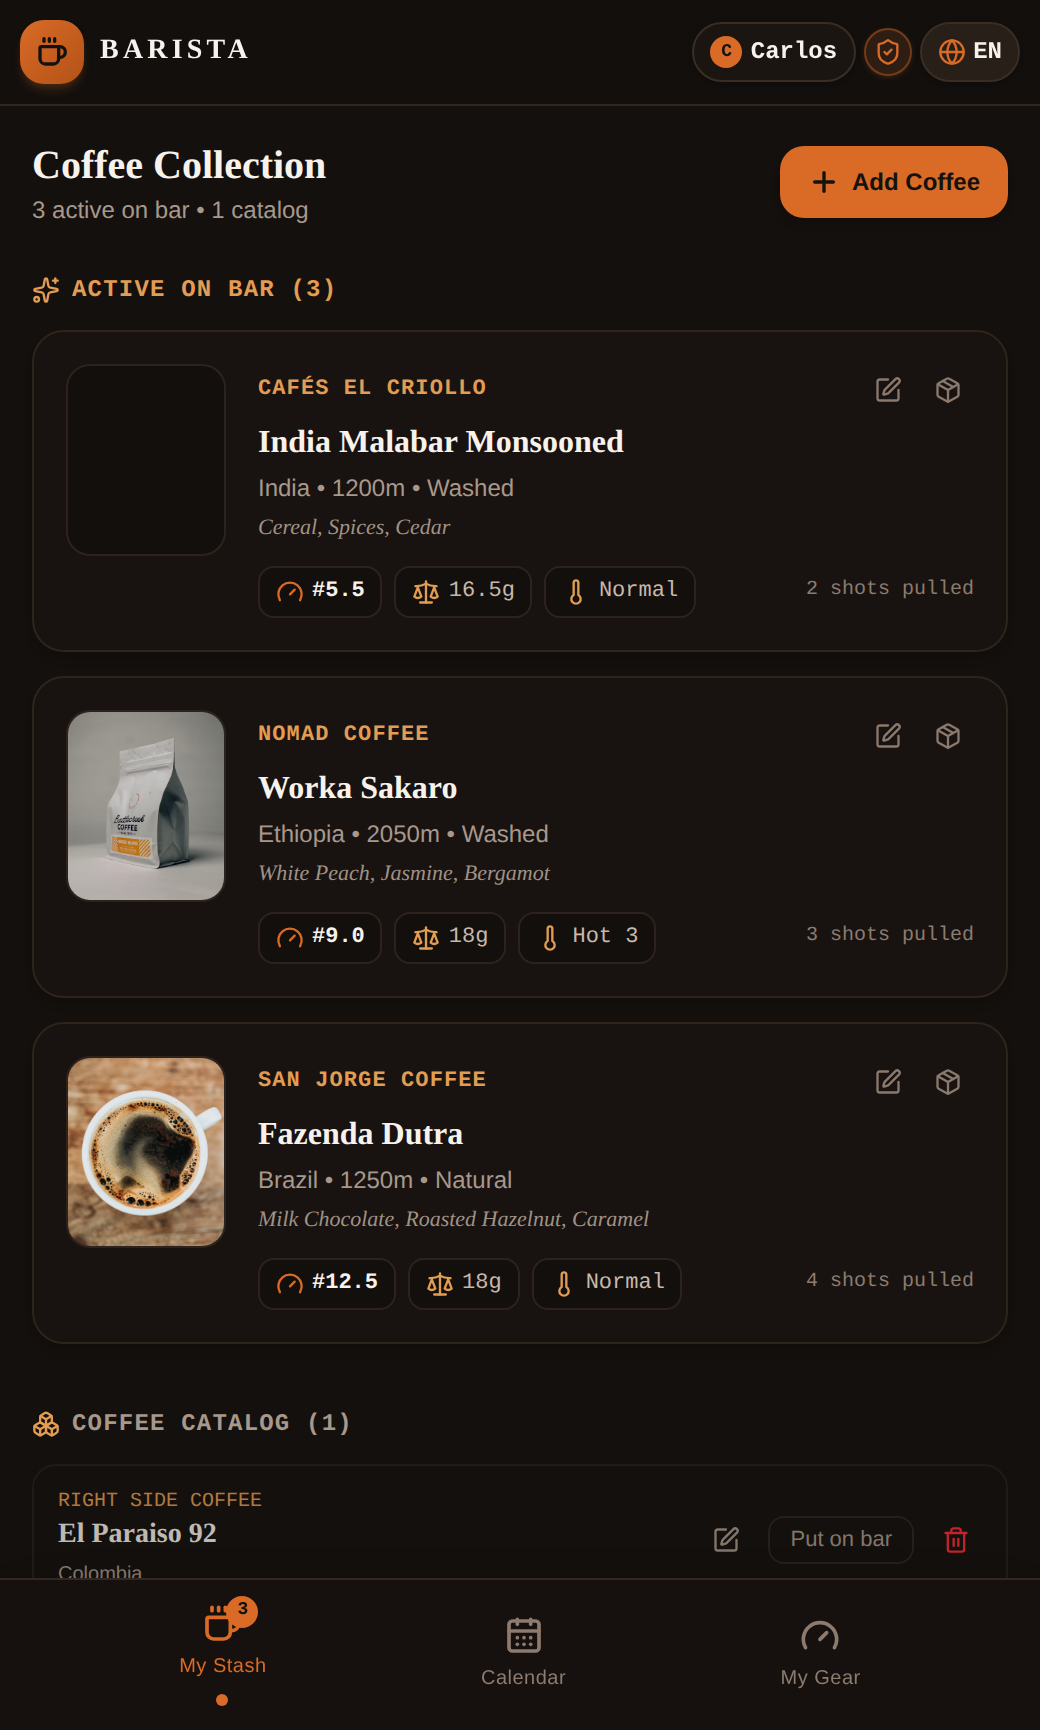 BARISTA
C Carlos
EN
Coffee Collection
3 active on bar • 1 catalog
Add Coffee
ACTIVE ON BAR (3)
CAFÉS EL CRIOLLO
India Malabar Monsooned
India • 1200m • Washed
Cereal, Spices, Cedar
#5.5
16.5g
Normal
2 shots pulled
NOMAD COFFEE
Worka Sakaro
Ethiopia • 2050m • Washed
White Peach, Jasmine, Bergamot
COFFEE
#9.0
18g
Hot 3
3 shots pulled
SAN JORGE COFFEE
Fazenda Dutra
Brazil • 1250m • Natural
Milk Chocolate, Roasted Hazelnut, Caramel
#12.5
18g
Normal
4 shots pulled
COFFEE CATALOG (1)
RIGHT SIDE COFFEE
El Paraiso 92
Colombia
Put on bar
3
My Stash
Calendar
My Gear